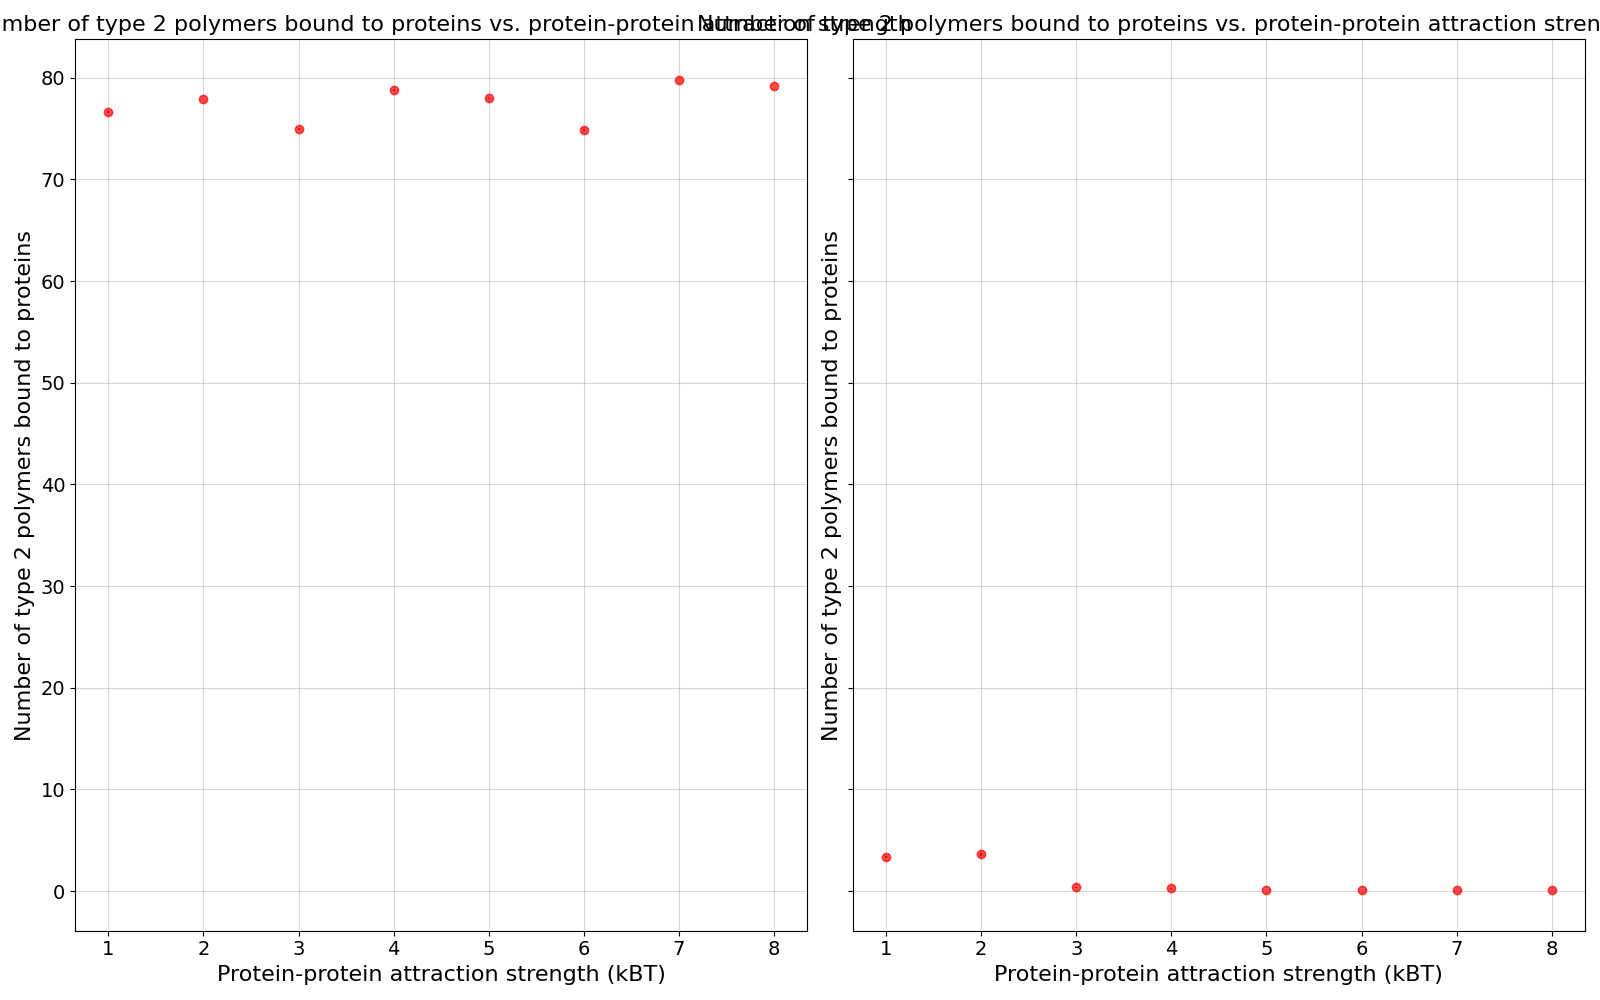 mber of type 2 polymers bound to proteins vs. protein-protein attraction strength
Number of type 2 polymers bound to proteins vs. protein-protein attraction stren
Number of type 2 polymers bound to proteins
80
70
60
50
40
30
20
10
0
1 2 3 4 5 6 7 8
Protein-protein attraction strength (kBT)
Number of type 2 polymers bound to proteins
1 2 3 4 5 6 7 8
Protein-protein attraction strength (kBT)